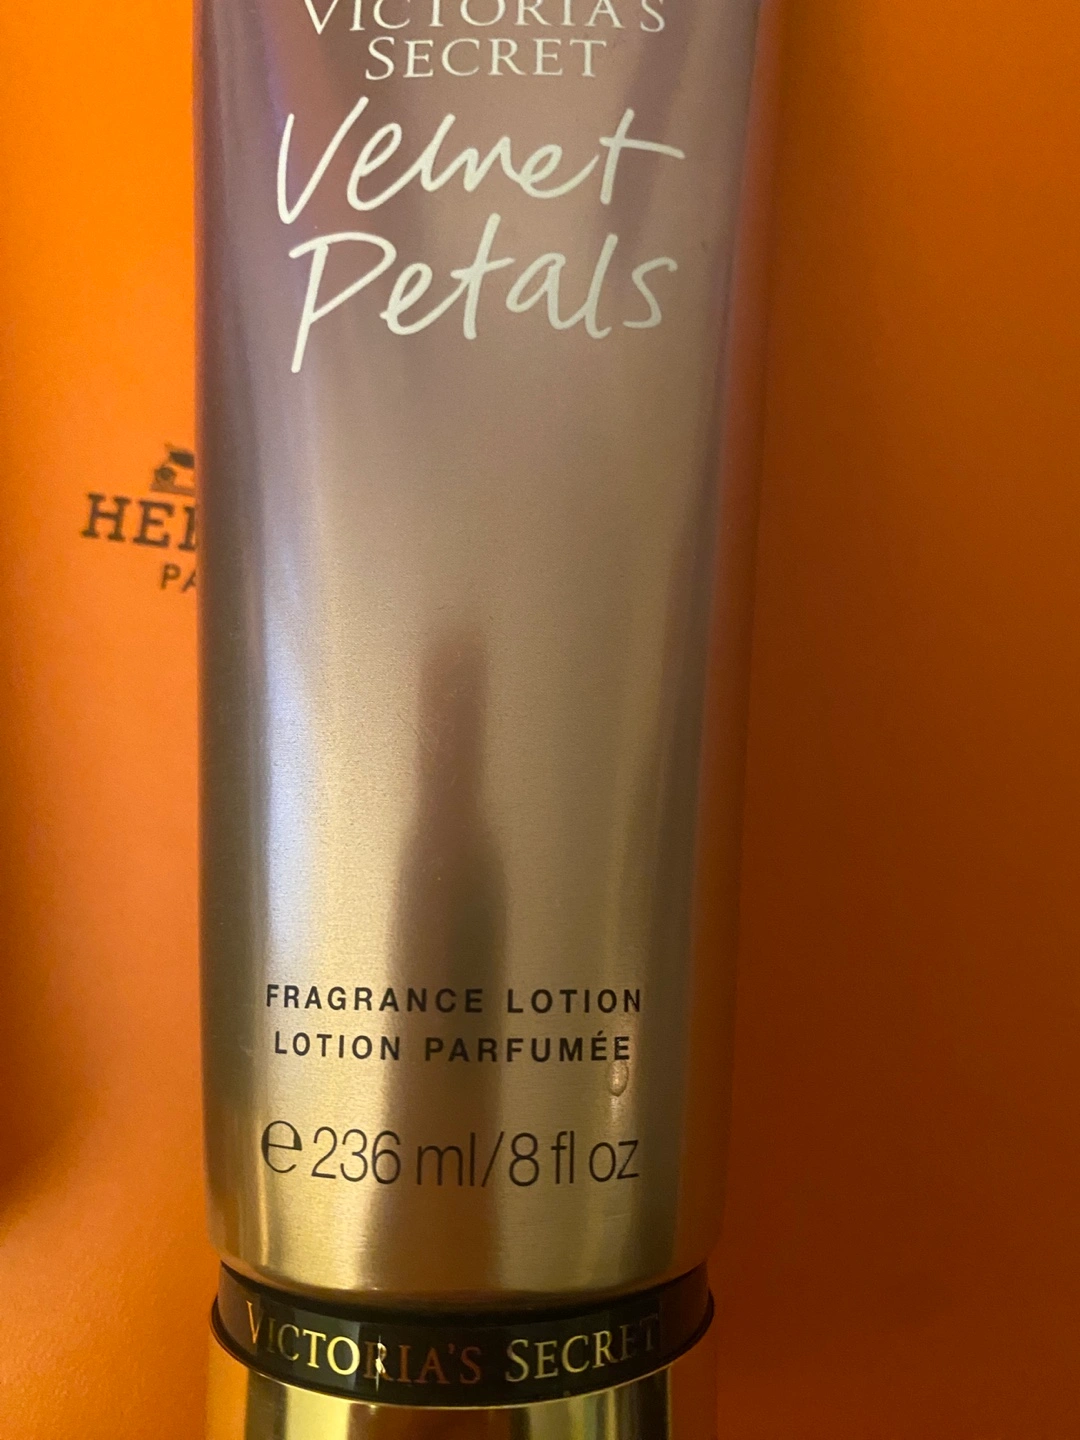 VICTORIA'S
SECRET
Velvet
Petals
FRAGRANCE LOTION
LOTION PARFUMÉE
e 236 ml/8 fl oz
VICTORIA'S SECRET